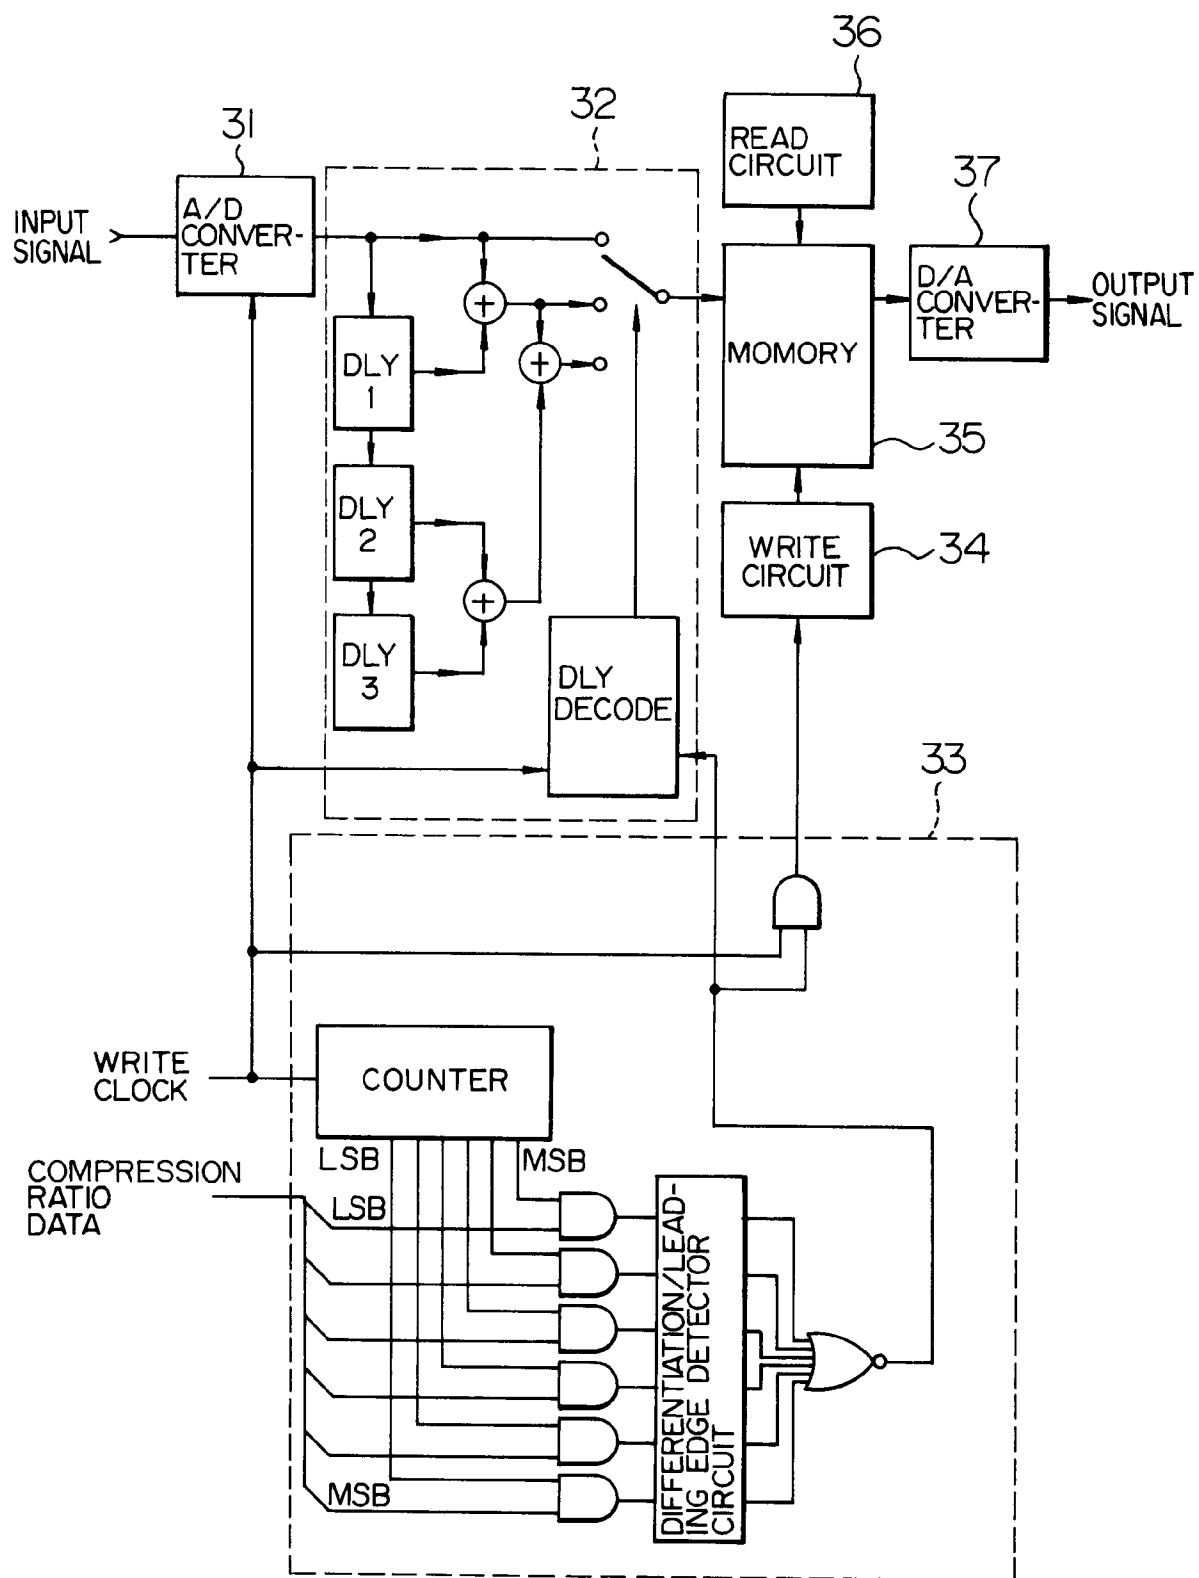 36
31
32
READ
CIRCUIT
37
A/D
CONVER-
TER
INPUT
SIGNAL
D/A
CONVER-
TER
OUTPUT
SIGNAL
+
+
MOMORY
DLY
1
35
DLY
2
WRITE
CIRCUIT
34
+
DLY
3
DLY
DECODE
33
WRITE
CLOCK
COUNTER
LSB
MSB
COMPRESSION
RATIO
DATA
LSB
DIFFERENTIATION/LEAD-
ING EDGE DETECTOR
CIRCUIT
MSB